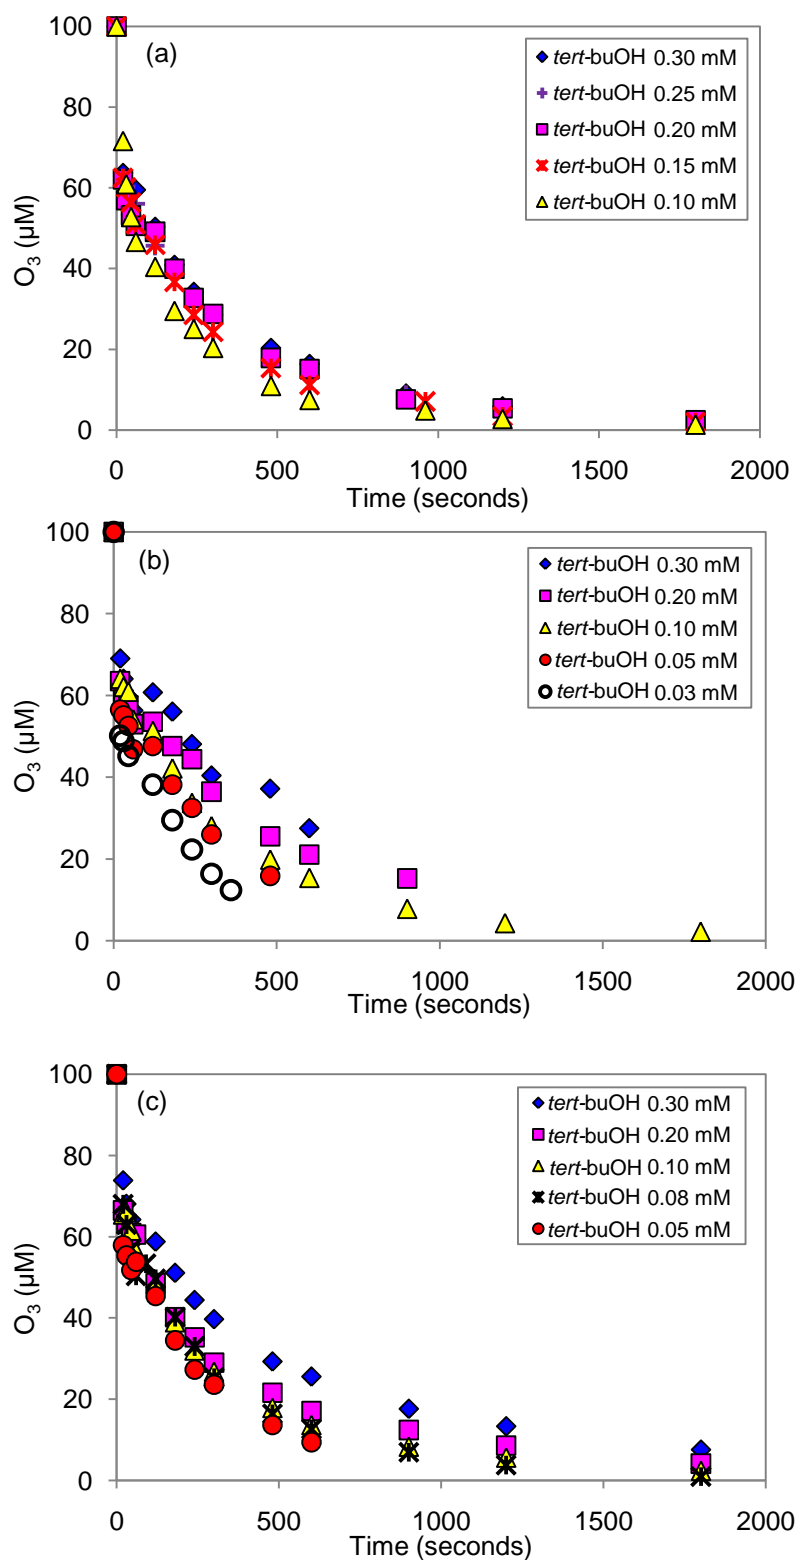 (a)
tert-buOH 0.30 mM
tert-buOH 0.25 mM
tert-buOH 0.20 mM
tert-buOH 0.15 mM
tert-buOH 0.10 mM
O₃ (µM)
100
80
60
40
20
0
0 500 1000 1500 2000
Time (seconds)
(b)
tert-buOH 0.30 mM
tert-buOH 0.20 mM
tert-buOH 0.10 mM
tert-buOH 0.05 mM
tert-buOH 0.03 mM
O₃ (µM)
100
80
60
40
20
0
0 500 1000 1500 2000
Time (seconds)
(c)
tert-buOH 0.30 mM
tert-buOH 0.20 mM
tert-buOH 0.10 mM
tert-buOH 0.08 mM
tert-buOH 0.05 mM
O₃ (µM)
100
80
60
40
20
0
0 500 1000 1500 2000
Time (seconds)